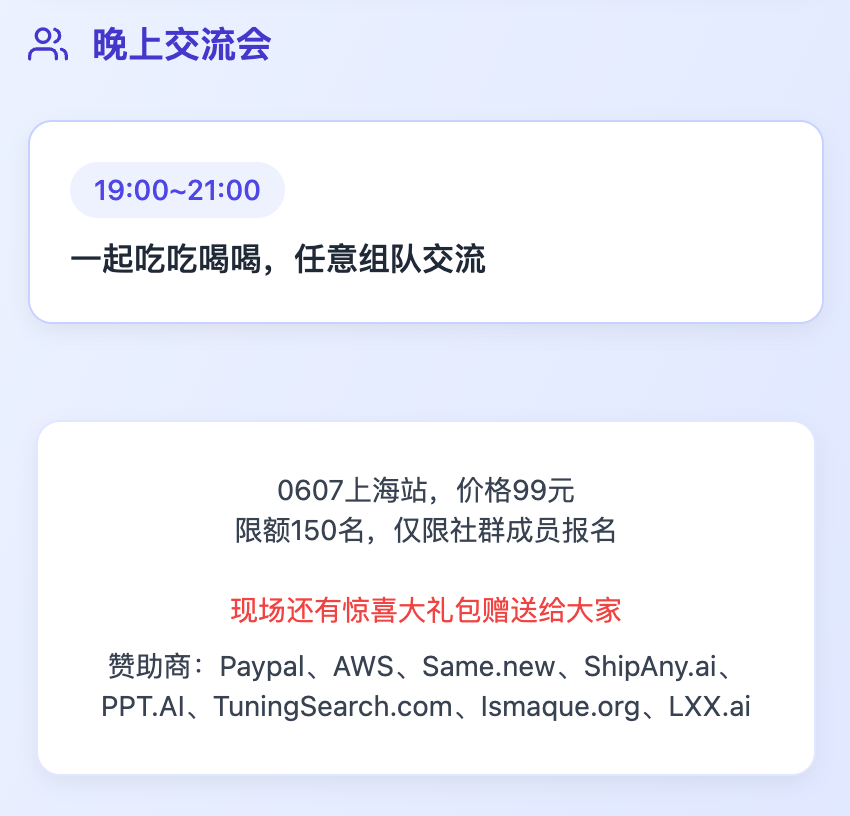 晚上交流会
19:00~21:00
一起吃吃喝喝，任意组队交流
0607上海站，价格99元
限额150名，仅限社群成员报名
现场还有惊喜大礼包赠送给大家
赞助商：Paypal、AWS、Same.new、ShipAny.ai、
PPT.AI、TuningSearch.com、Ismaque.org、LXX.ai